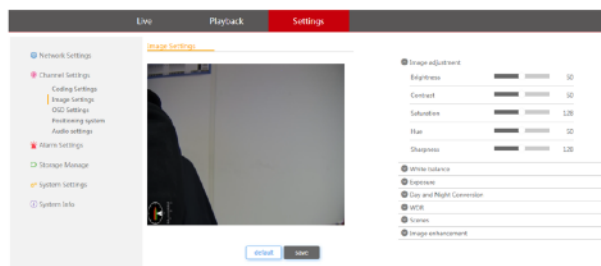 Live Playback Settings
Image Settings
Network Settings
Channel Settings
Coding Settings
Image Settings
OSD Settings
Positioning system
Audio settings
Alarm Settings
Storage Manage
System Settings
System Info
Image adjustment
Brightness 50
Contrast 50
Saturation 128
Hue 50
Sharpness 128
White balance
Exposure
Day and Night Conversion
WDR
Scenes
Image enhancement
default save